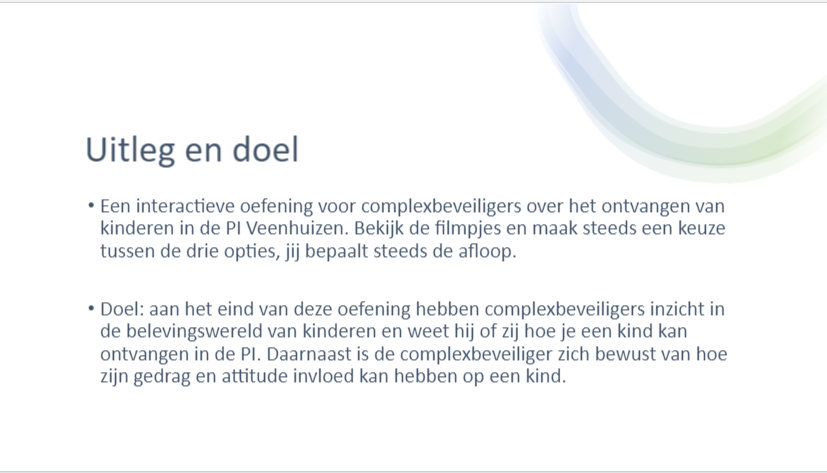 Uitleg en doel
• Een interactieve oefening voor complexbeveiligers over het ontvangen van
kinderen in de PI Veenhuizen. Bekijk de filmpjes en maak steeds een keuze
tussen de drie opties, jij bepaalt steeds de afloop.
• Doel: aan het eind van deze oefening hebben complexbeveiligers inzicht in
de belevingswereld van kinderen en weet hij of zij hoe je een kind kan
ontvangen in de PI. Daarnaast is de complexbeveiliger zich bewust van hoe
zijn gedrag en attitude invloed kan hebben op een kind.